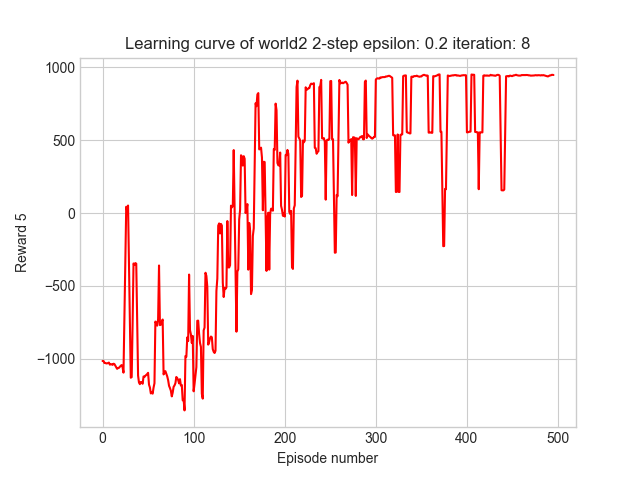 Learning curve of world2 2-step epsilon: 0.2 iteration: 8
1000
500
0
−500
−1000
Reward 5
0 100 200 300 400 500
Episode number